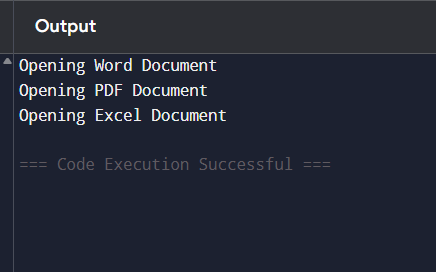 Output
Opening Word Document
Opening PDF Document
Opening Excel Document
=== Code Execution Successful ===